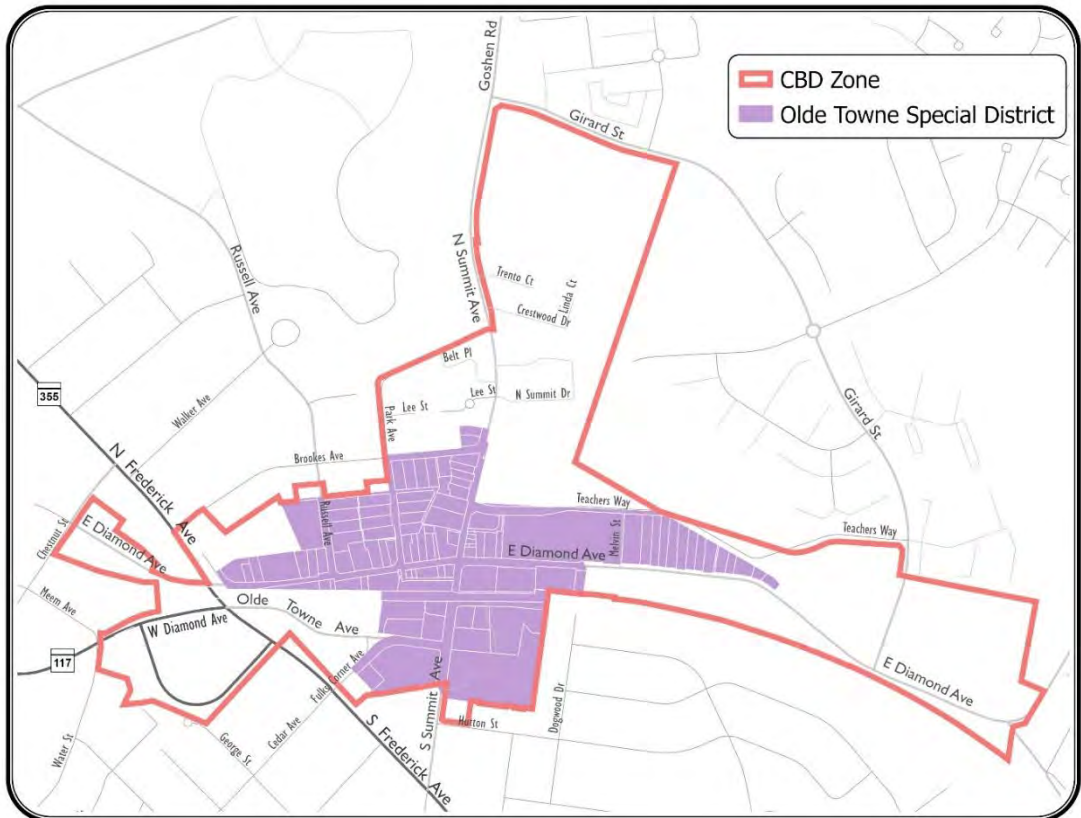 Goshen Rd
CBD Zone
Olde Towne Special District
Girard St
N Summit Ave
Russell Ave
Trento Ct
Linda Ct
Crestwood Dr
Belt Pl
Lee St
N Summit Dr
355
Walker Ave
Park Ave
Lee St
Girard St
N Frederick Ave
Brookes Ave
Russell Ave
Teachers Way
Melvin St
Teachers Way
Chestnut St
E Diamond Ave
E Diamond Ave
Meem Ave
Olde Towne Ave
W Diamond Ave
117
Fulks Corner Ave
S Summit Ave
E Diamond Ave
Hutton St
Dogwood Dr
Water St
George St
Cedar Ave
S Frederick Ave